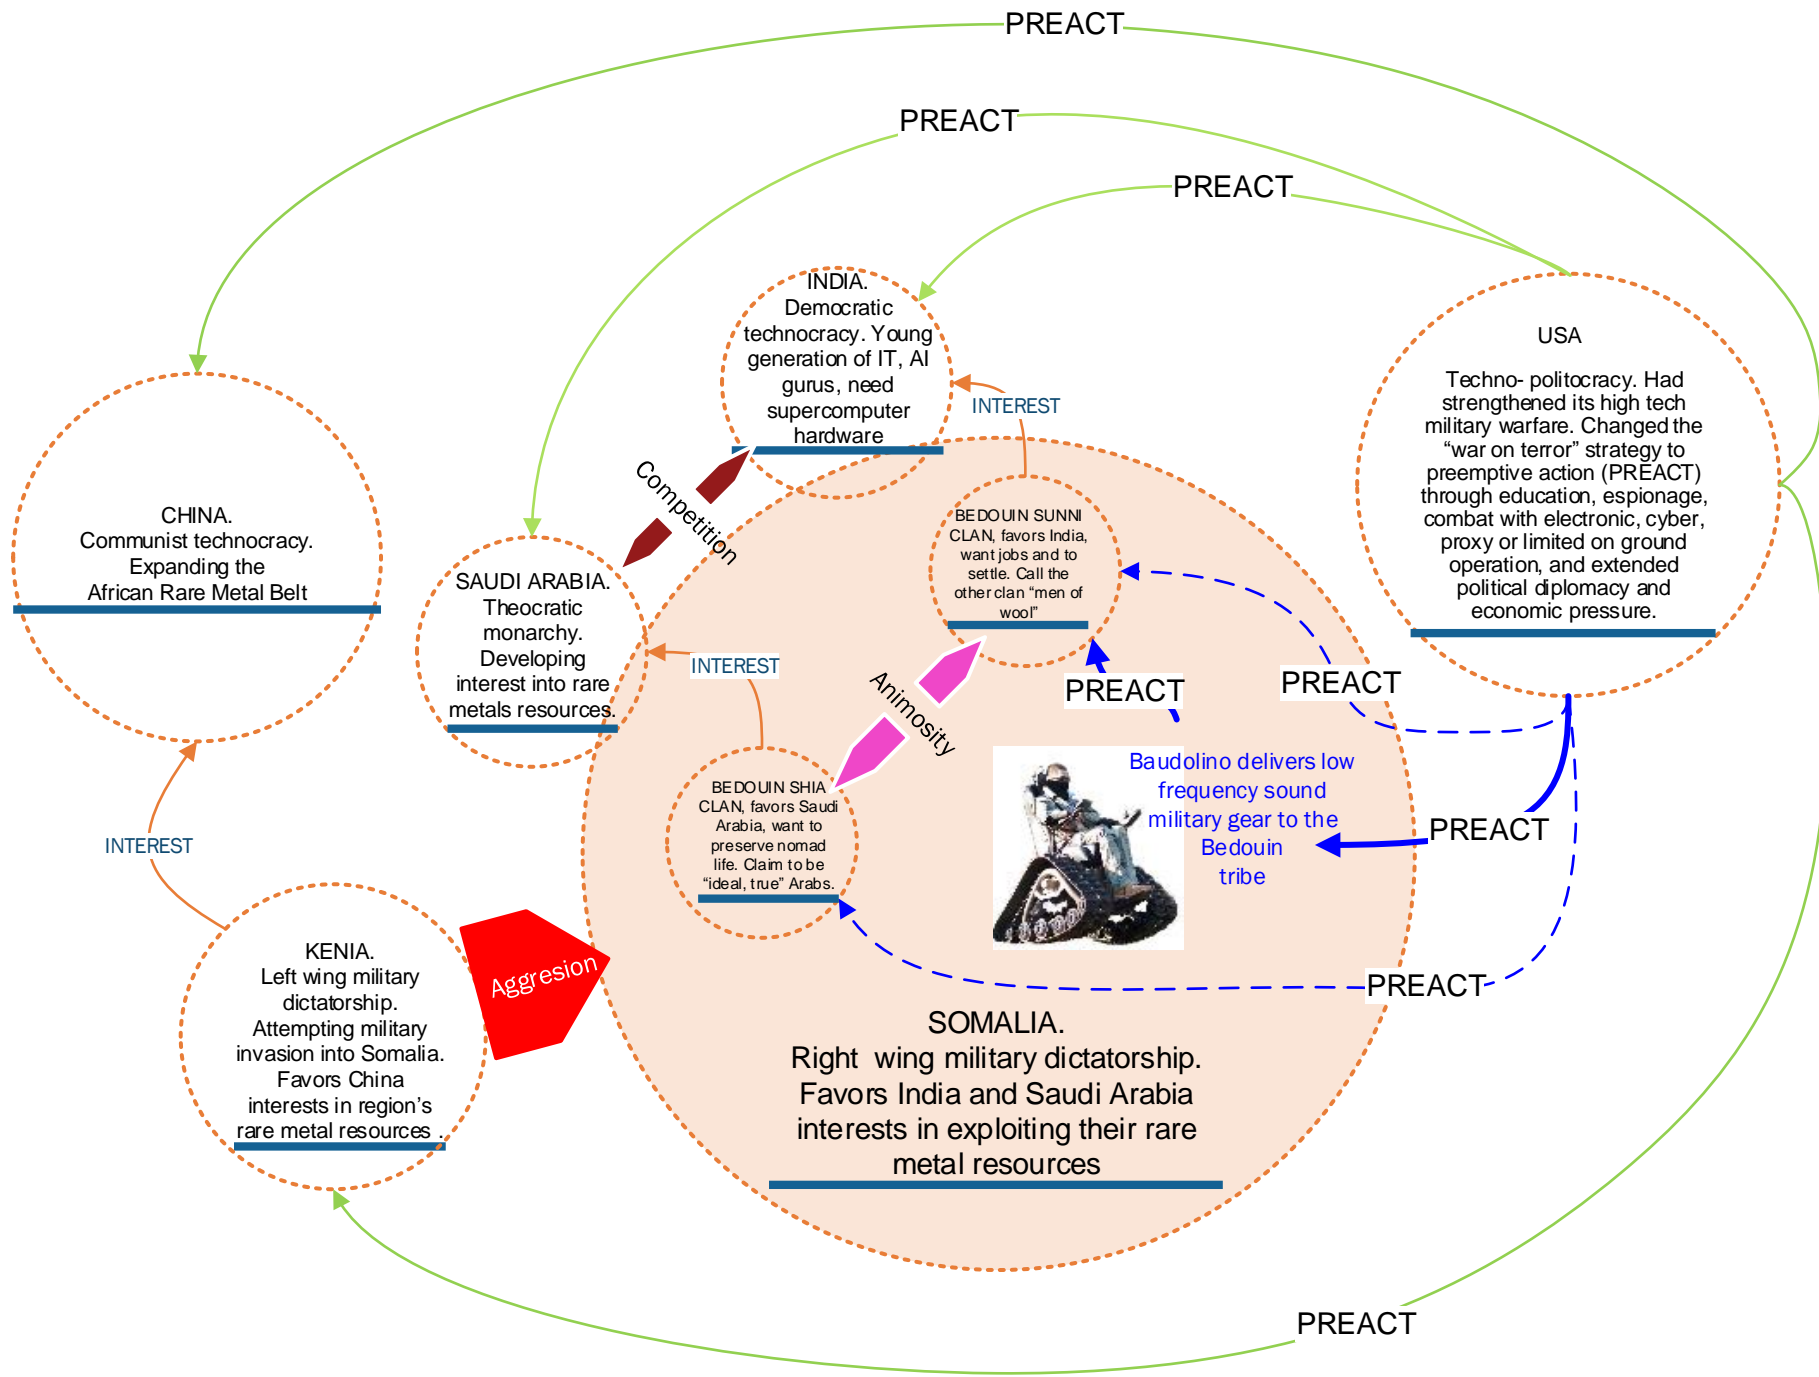 PREACT
PREACT
PREACT
INDIA.
Democratic
technocracy. Young
generation of IT, AI
gurus, need
supercomputer
hardware
USA
Techno- politocracy. Had
strengthened its high tech
military warfare. Changed the
“war on terror” strategy to
preemptive action (PREACT)
through education, espionage,
combat with electronic, cyber,
proxy or limited on ground
operation, and extended
political diplomacy and
economic pressure.
INTEREST
Competition
CHINA.
Communist technocracy.
Expanding the
African Rare Metal Belt
BEDOUIN SUNNI
CLAN, favors India,
want jobs and to
settle. Call the
other clan “men of
wool”
SAUDI ARABIA.
Theocratic
monarchy.
Developing
interest into rare
metals resources.
INTEREST
Animosity
PREACT
PREACT
BEDOUIN SHIA
CLAN, favors Saudi
Arabia, want to
preserve nomad
life. Claim to be
“ideal, true” Arabs.
Baudolino delivers low
frequency sound
military gear to the
Bedouin
tribe
PREACT
INTEREST
KENIA.
Left wing military
dictatorship.
Attempting military
invasion into Somalia.
Favors China
interests in region’s
rare metal resources .
Aggresion
PREACT
SOMALIA.
Right wing military dictatorship.
Favors India and Saudi Arabia
interests in exploiting their rare
metal resources
PREACT